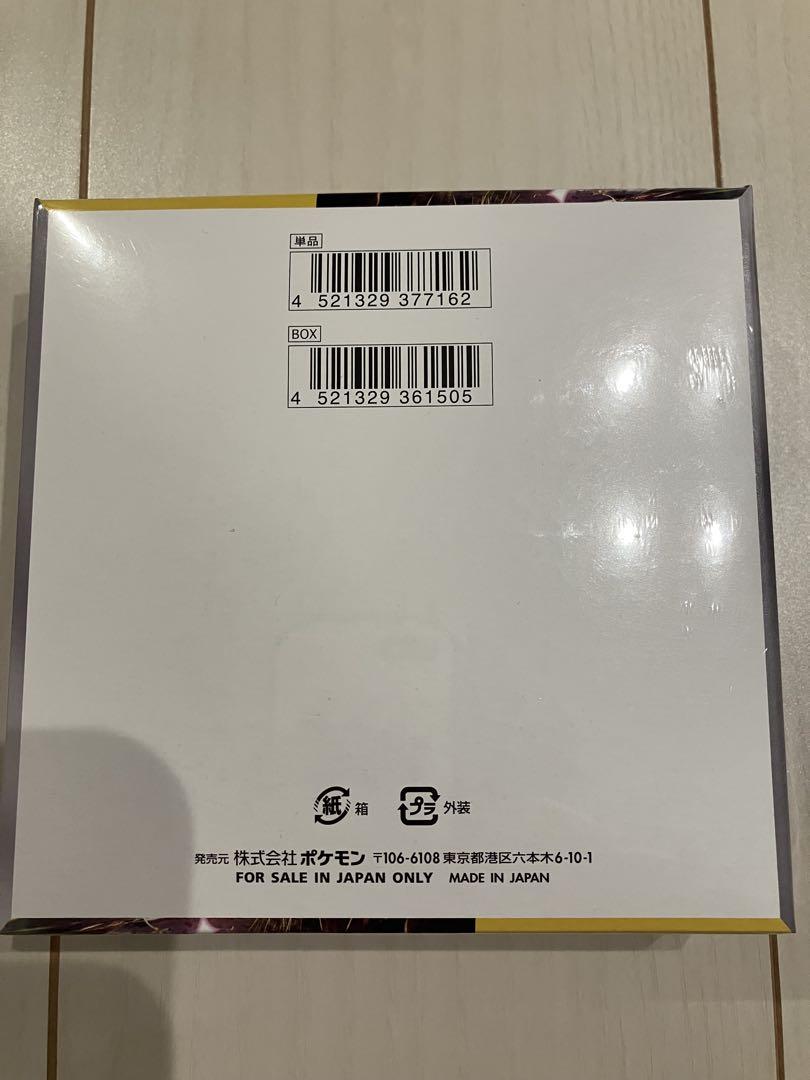 単品
4 521329 377162
BOX
4 521329 361505
紙 箱 プラ 外装
発売元 株式会社 ポケモン 〒106-6108 東京都港区六本木6-10-1
FOR SALE IN JAPAN ONLY MADE IN JAPAN